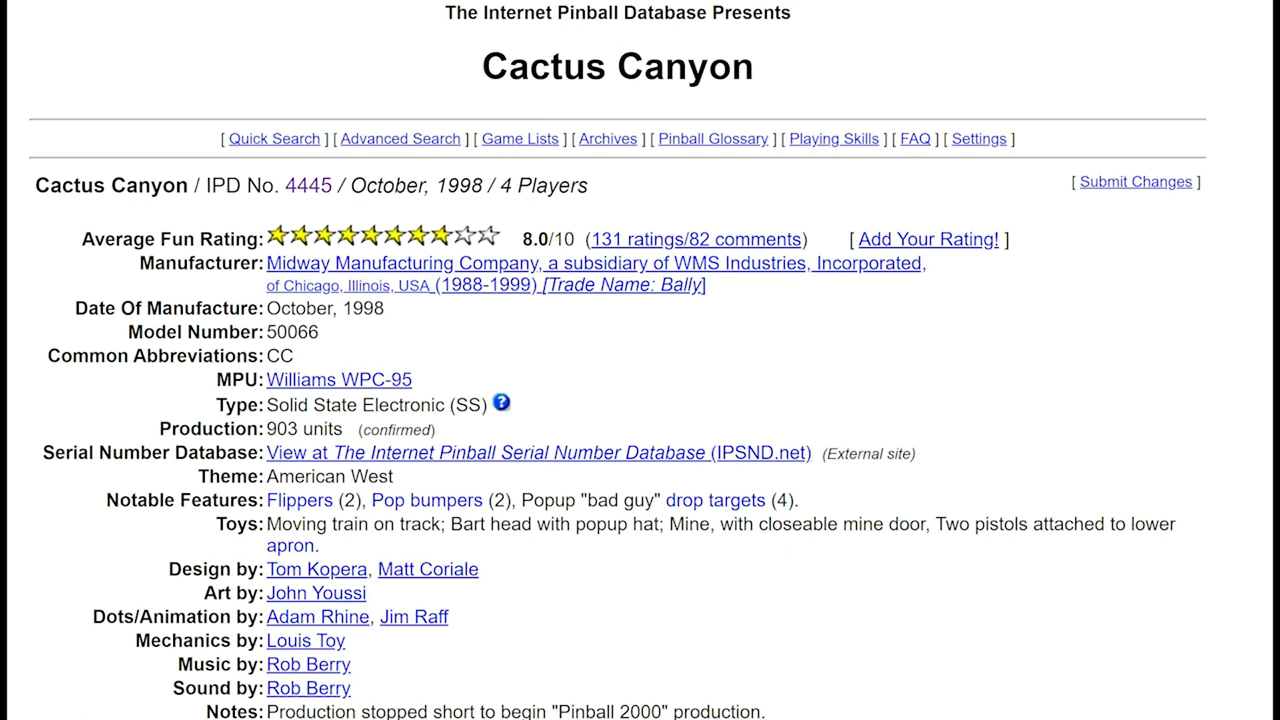 The Internet Pinball Database Presents
Cactus Canyon
[ Quick Search ] [ Advanced Search ] [ Game Lists ] [ Archives ] [ Pinball Glossary ] [ Playing Skills ] [ FAQ ] [ Settings ]
Cactus Canyon / IPD No. 4445 / October, 1998 / 4 Players [ Submit Changes ]
Average Fun Rating: 8.0/10 (131 ratings/82 comments) [ Add Your Rating! ]
Manufacturer: Midway Manufacturing Company, a subsidiary of WMS Industries, Incorporated,
of Chicago, Illinois, USA (1988-1999) [Trade Name: Bally]
Date Of Manufacture: October, 1998
Model Number: 50066
Common Abbreviations: CC
MPU: Williams WPC-95
Type: Solid State Electronic (SS) ?
Production: 903 units (confirmed)
Serial Number Database: View at The Internet Pinball Serial Number Database (IPSND.net) (External site)
Theme: American West
Notable Features: Flippers (2), Pop bumpers (2), Popup "bad guy" drop targets (4).
Toys: Moving train on track; Bart head with popup hat; Mine, with closeable mine door, Two pistols attached to lower
apron.
Design by: Tom Kopera, Matt Coriale
Art by: John Youssi
Dots/Animation by: Adam Rhine, Jim Raff
Mechanics by: Louis Toy
Music by: Rob Berry
Sound by: Rob Berry
Notes: Production stopped short to begin "Pinball 2000" production.